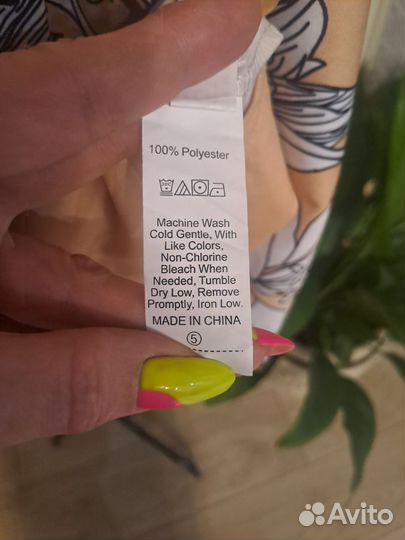 100% Polyester
Machine Wash
Cold Gentle, With
Like Colors,
Non-Chlorine
Bleach When
Needed, Tumble
Dry Low, Remove
Promptly, Iron Low.
MADE IN CHINA
5
Avito